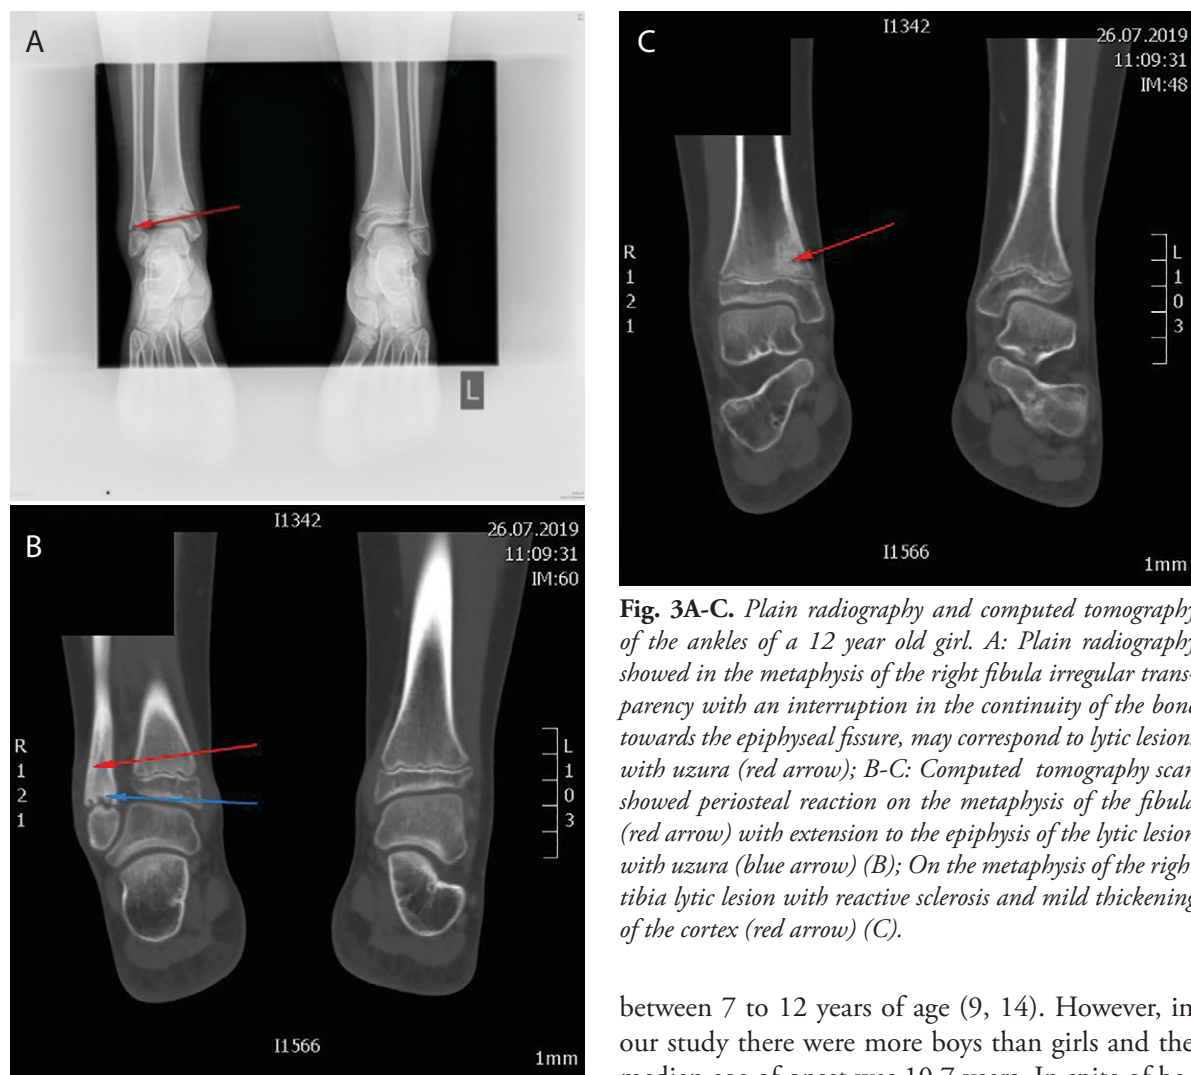 A
L
B
I1342
26.07.2019
11:09:31
IM:60
R
1
2
1
L
1
0
3
I1566
1mm
C
I1342
26.07.2019
11:09:31
IM:48
R
1
2
1
L
1
0
3
I1566
1mm
Fig. 3A-C. Plain radiography and computed tomography
of the ankles of a 12 year old girl. A: Plain radiography
showed in the metaphysis of the right fibula irregular trans-
parency with an interruption in the continuity of the bone
towards the epiphyseal fissure, may correspond to lytic lesions
with uzura (red arrow); B-C: Computed tomography scan
showed periosteal reaction on the metaphysis of the fibula
(red arrow) with extension to the epiphysis of the lytic lesion
with uzura (blue arrow) (B); On the metaphysis of the right
tibia lytic lesion with reactive sclerosis and mild thickening
of the cortex (red arrow) (C).
between 7 to 12 years of age (9, 14). However, in
our study there were more boys than girls and the